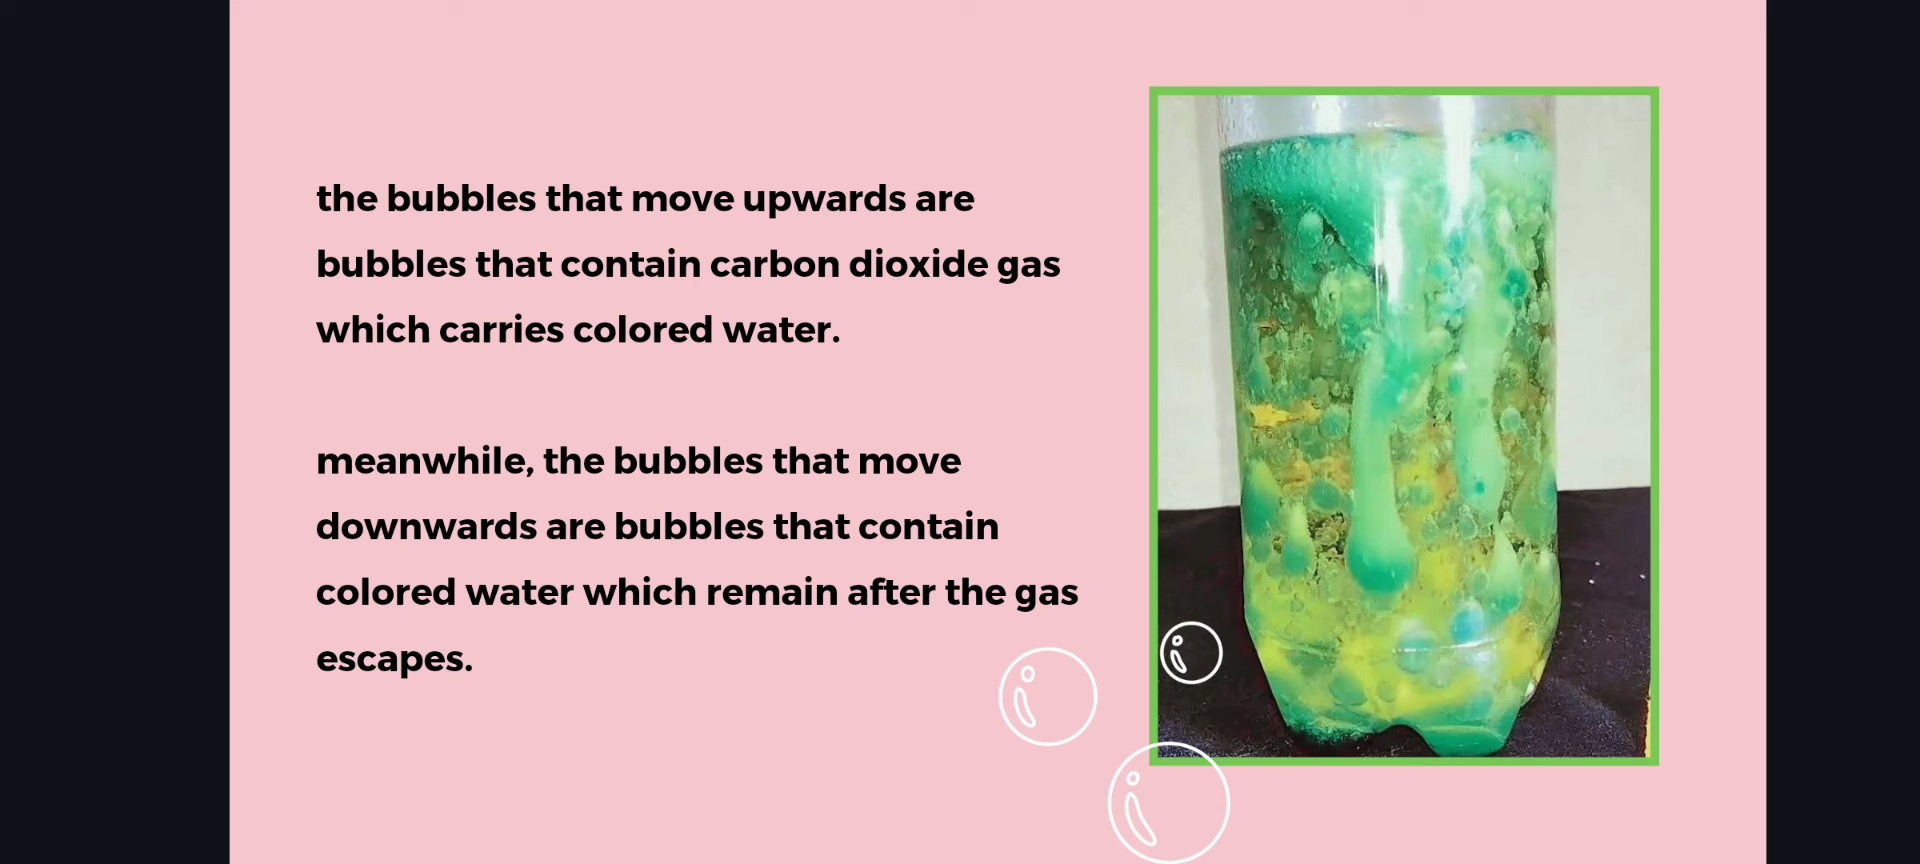 the bubbles that move upwards are
bubbles that contain carbon dioxide gas
which carries colored water.
meanwhile, the bubbles that move
downwards are bubbles that contain
colored water which remain after the gas
escapes.